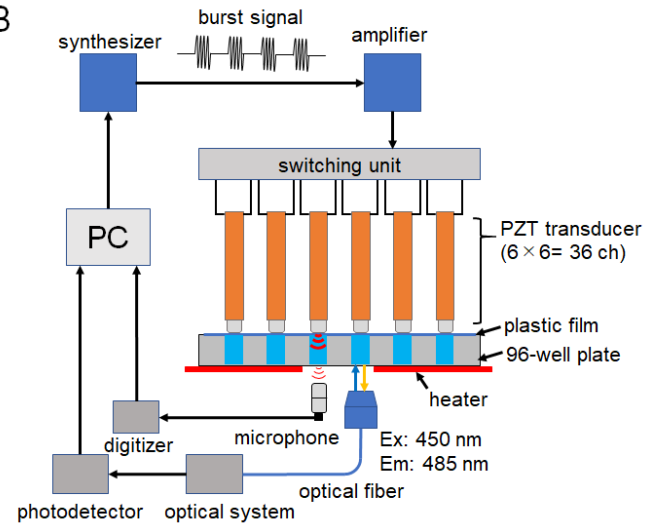 B
burst signal
synthesizer
amplifier
switching unit
PC
PZT transducer
(6×6= 36 ch)
plastic film
96-well plate
heater
digitizer
microphone
Ex: 450 nm
Em: 485 nm
optical fiber
photodetector
optical system